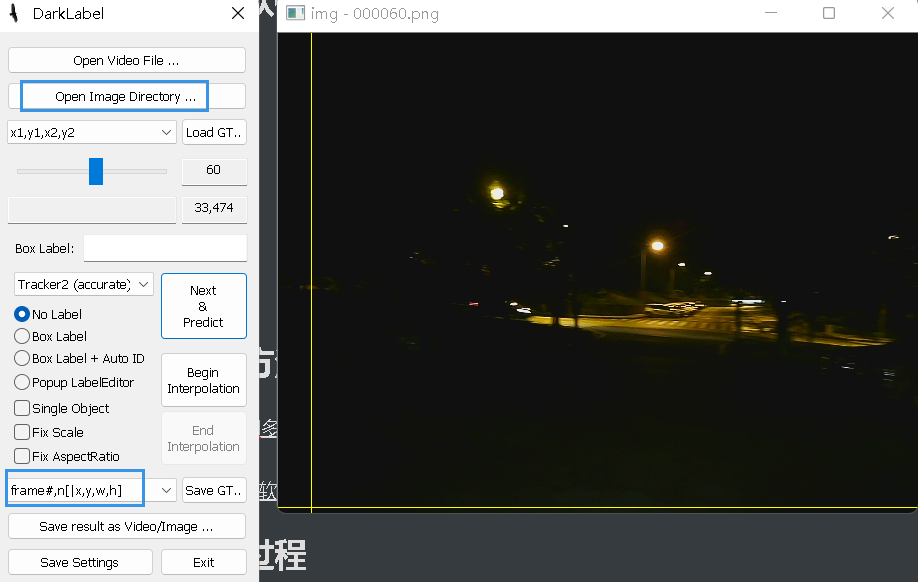 DarkLabel
img - 000060.png
Open Video File ...
Open Image Directory ...
x1,y1,x2,y2
Load GT..
60
33,474
Box Label:
Tracker2 (accurate)
Next
&
Predict
No Label
Box Label
Box Label + Auto ID
Popup LabelEditor
Begin
Interpolation
Single Object
Fix Scale
Fix AspectRatio
End
Interpolation
frame#,n[|x,y,w,h]
Save GT..
Save result as Video/Image ...
Save Settings
Exit
过程